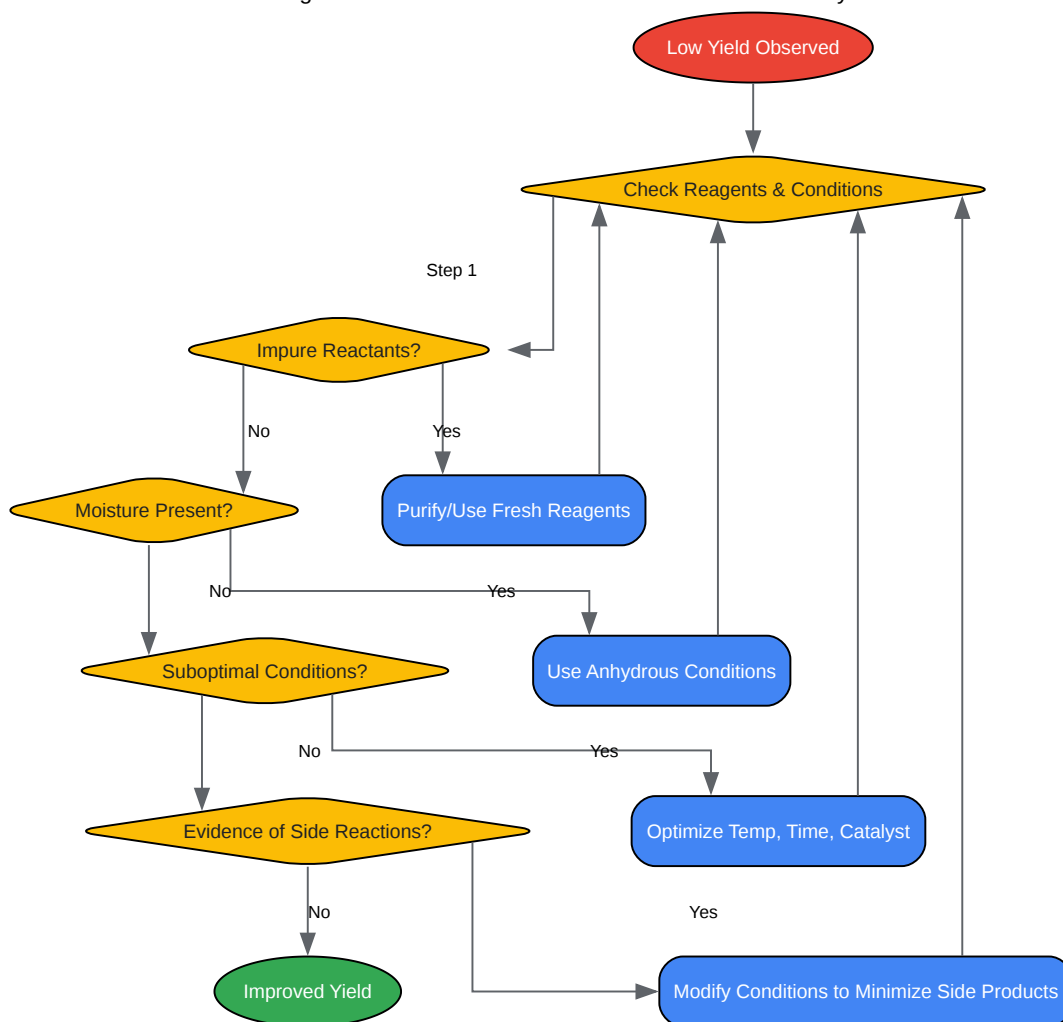 Low Yield Observed
Check Reagents & Conditions
Step 1
Impure Reactants?
No
Yes
Moisture Present?
Purify/Use Fresh Reagents
No
Yes
Suboptimal Conditions?
Use Anhydrous Conditions
No
Yes
Evidence of Side Reactions?
Optimize Temp, Time, Catalyst
No
Yes
Improved Yield
Modify Conditions to Minimize Side Products